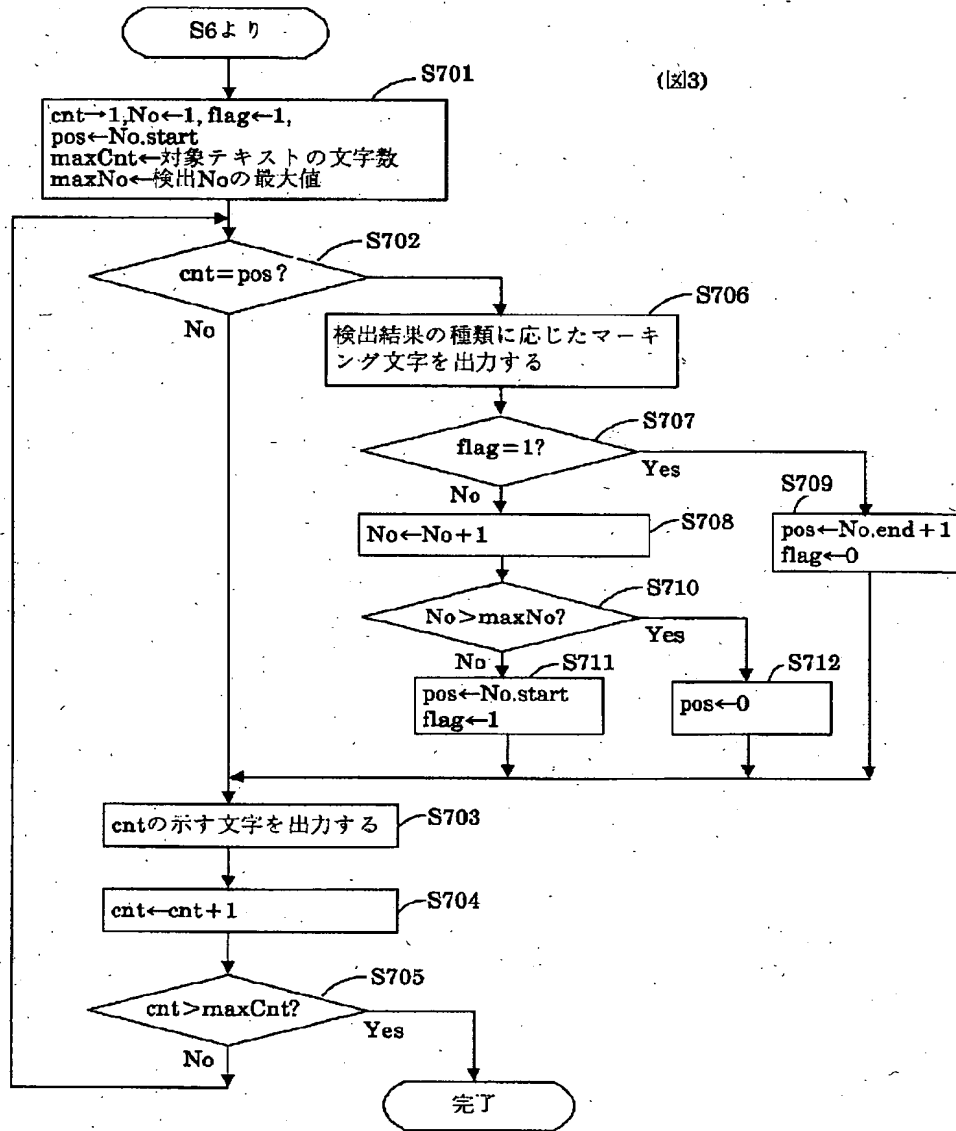 S6より
S701
(図3)
cnt→1,No←1, flag←1,
pos←No.start
maxCnt←対象テキストの文字数
maxNo←検出Noの最大値
S702
cnt=pos?
No
S706
検出結果の種類に応じたマーキ
ング文字を出力する
S707
flag=1?
Yes
No
S708
No←No+1
S709
pos←No.end+1
flag←0
S710
No>maxNo?
Yes
No
S711
pos←No.start
flag←1
S712
pos←0
S703
cntの示す文字を出力する
S704
cnt←cnt+1
S705
cnt>maxCnt?
Yes
No
完了